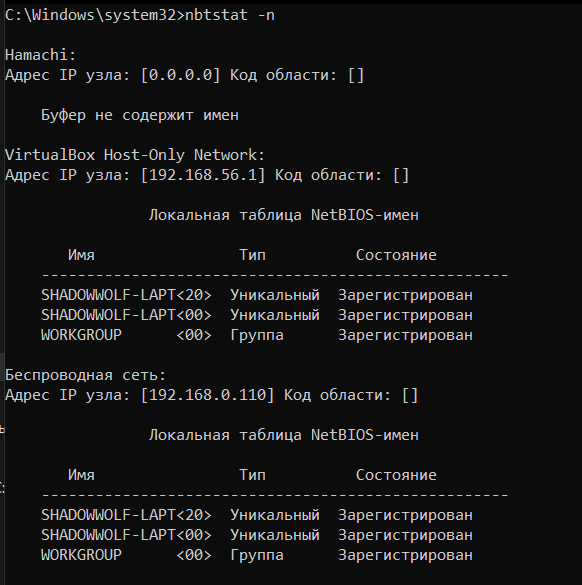 C:\Windows\system32>nbtstat -n
Hamachi:
Адрес IP узла: [0.0.0.0] Код области: []
Буфер не содержит имен
VirtualBox Host-Only Network:
Адрес IP узла: [192.168.56.1] Код области: []
Локальная таблица NetBIOS-имен
Имя Тип Состояние
----------------------------------------------------
SHADOWWOLF-LAPT<20> Уникальный Зарегистрирован
SHADOWWOLF-LAPT<00> Уникальный Зарегистрирован
WORKGROUP <00> Группа Зарегистрирован
Беспроводная сеть:
Адрес IP узла: [192.168.0.110] Код области: []
Локальная таблица NetBIOS-имен
Имя Тип Состояние
----------------------------------------------------
SHADOWWOLF-LAPT<20> Уникальный Зарегистрирован
SHADOWWOLF-LAPT<00> Уникальный Зарегистрирован
WORKGROUP <00> Группа Зарегистрирован